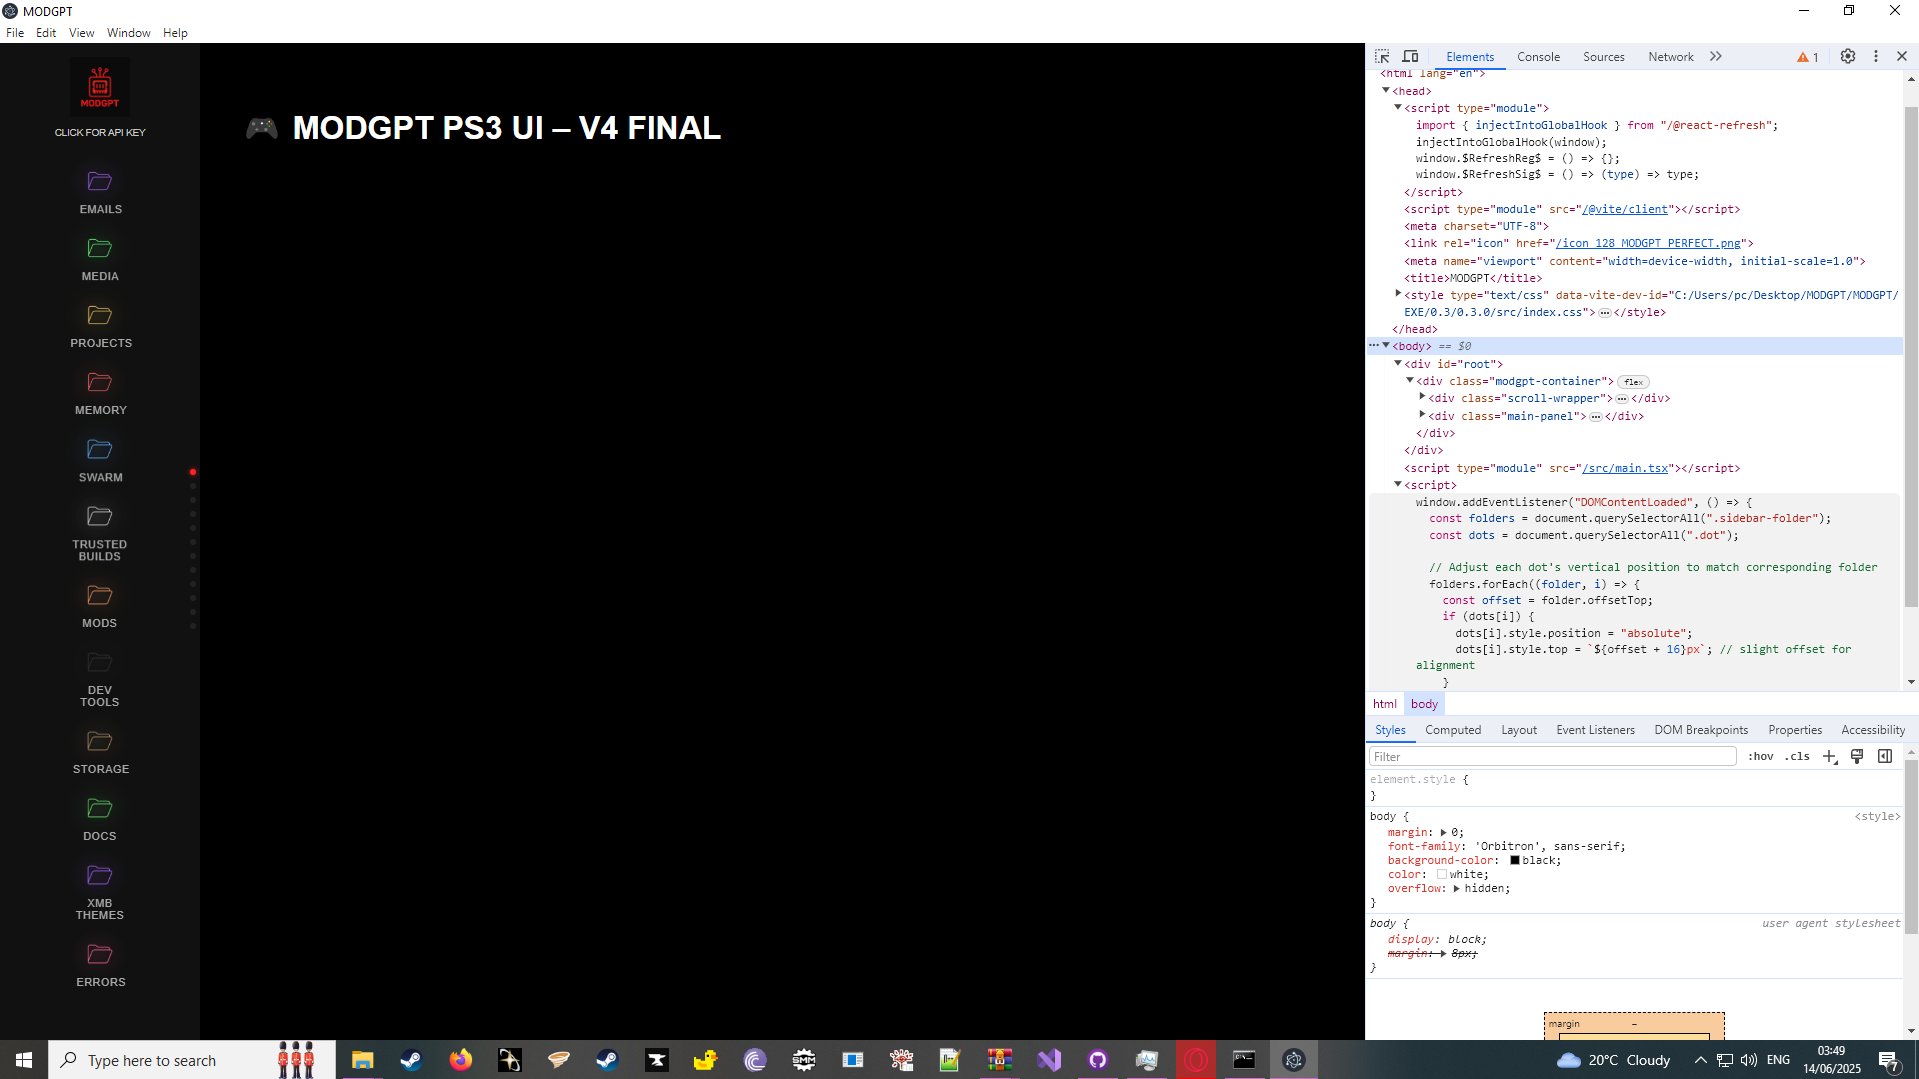 MODGPT
File Edit View Window Help
MODGPT
CLICK FOR API KEY
EMAILS
MEDIA
PROJECTS
MEMORY
SWARM
TRUSTED
BUILDS
MODS
DEV
TOOLS
STORAGE
DOCS
XMB
THEMES
ERRORS
🎮 MODGPT PS3 UI – V4 FINAL
Elements Console Sources Network 1
<html lang="en">
<head>
<script type="module">
import { injectIntoGlobalHook } from "/@react-refresh";
injectIntoGlobalHook(window);
window.$RefreshReg$ = () => {};
window.$RefreshSig$ = () => (type) => type;
</script>
<script type="module" src="/@vite/client"></script>
<meta charset="UTF-8">
<link rel="icon" href="/icon_128_MODGPT_PERFECT.png">
<meta name="viewport" content="width=device-width, initial-scale=1.0">
<title>MODGPT</title>
<style type="text/css" data-vite-dev-id="C:/Users/pc/Desktop/MODGPT/MODGPT/
EXE/0.3/0.3.0/src/index.css">…</style>
</head>
<body> == $0
<div id="root">
<div class="modgpt-container"> flex
<div class="scroll-wrapper">…</div>
<div class="main-panel">…</div>
</div>
</div>
<script type="module" src="/src/main.tsx"></script>
<script>
window.addEventListener("DOMContentLoaded", () => {
const folders = document.querySelectorAll(".sidebar-folder");
const dots = document.querySelectorAll(".dot");
// Adjust each dot's vertical position to match corresponding folder
folders.forEach((folder, i) => {
const offset = folder.offsetTop;
if (dots[i]) {
dots[i].style.position = "absolute";
dots[i].style.top = `${offset + 16}px`; // slight offset for
alignment
}
html body
Styles Computed Layout Event Listeners DOM Breakpoints Properties Accessibility
Filter :hov .cls
element.style {
}
body { <style>
margin: 0;
font-family: 'Orbitron', sans-serif;
background-color: black;
color: white;
overflow: hidden;
}
body { user agent stylesheet
display: block;
margin: 8px;
}
margin –
Type here to search
SMM
20°C Cloudy ENG
03:49
14/06/2025
7